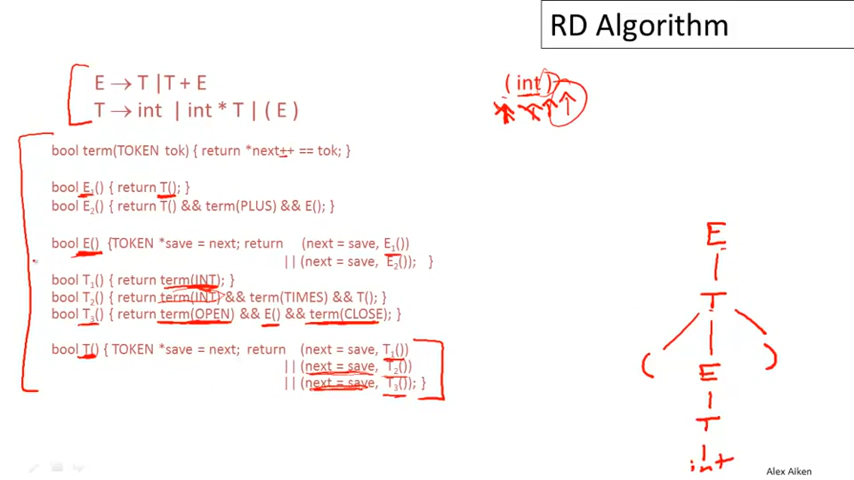 RD Algorithm
E → T | T + E
T → int | int * T | ( E )
( int )
bool term(TOKEN tok) { return *next++ == tok; }
bool E₁() { return T(); }
bool E₂() { return T() && term(PLUS) && E(); }
bool E() {TOKEN *save = next; return (next = save, E₁())
|| (next = save, E₂()); }
bool T₁() { return term(INT); }
bool T₂() { return term(INT) && term(TIMES) && T(); }
bool T₃() { return term(OPEN) && E() && term(CLOSE); }
bool T() { TOKEN *save = next; return (next = save, T₁())
|| (next = save, T₂())
|| (next = save, T₃()); }
E
T
( E )
T
int
Alex Aiken